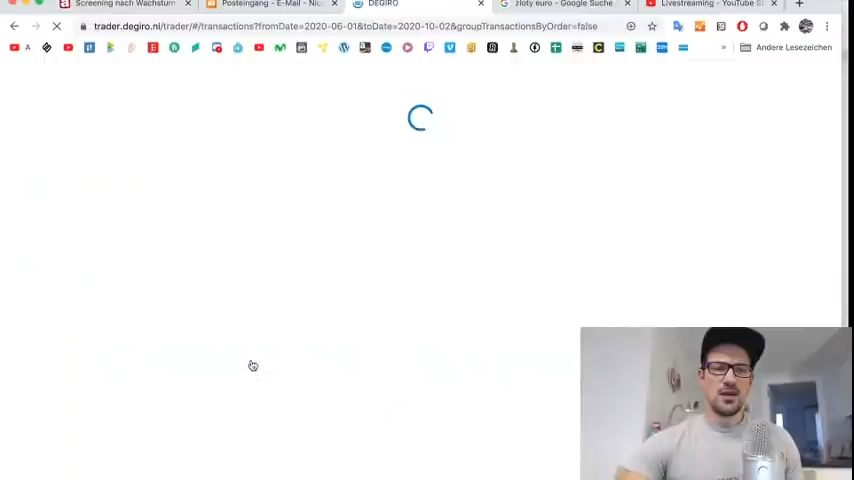 Screening nach Wachstum
Posteingang - E-Mail - Nic
DEGIRO
zloty euro - Google Suche
Livestreaming - YouTube S
trader.degiro.nl/trader/#/transactions?fromDate=2020-06-01&toDate=2020-10-02&groupTransactionsByOrder=false
A
Andere Lesezeichen